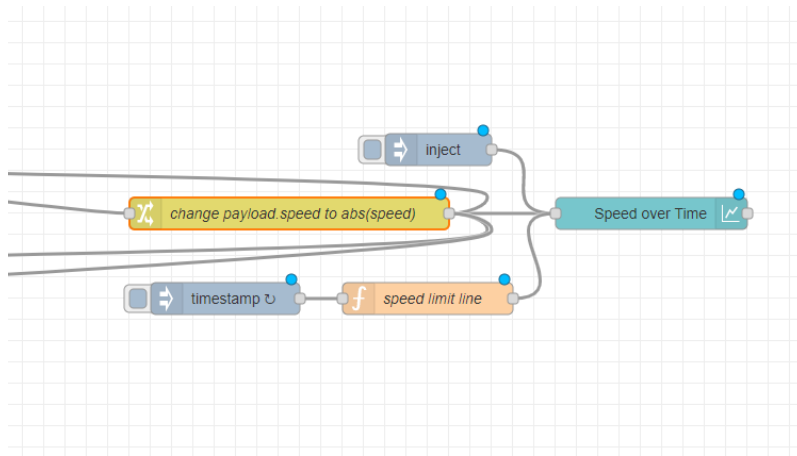 inject
change payload.speed to abs(speed)
Speed over Time
timestamp ↻
speed limit line